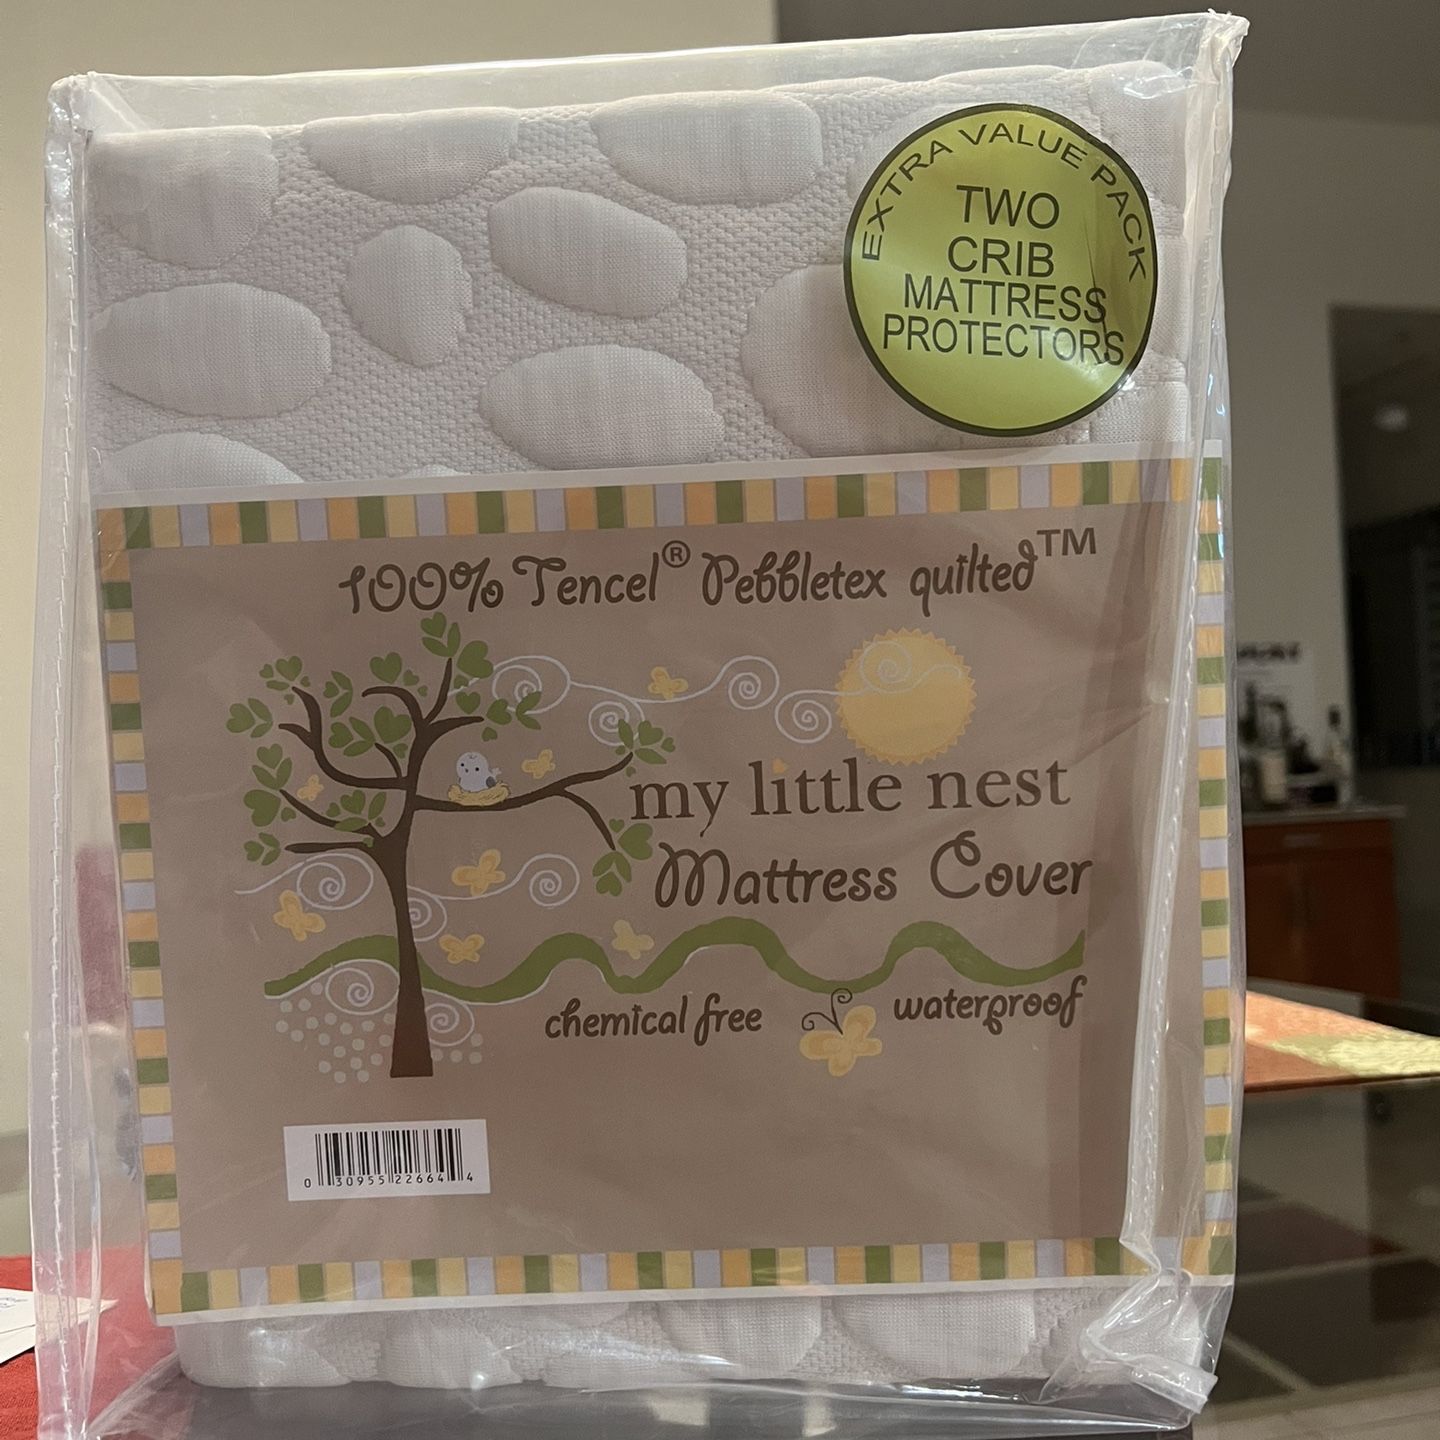 EXTRA VALUE PACK
TWO
CRIB
MATTRESS
PROTECTORS
100% Tencel® Pebbletex quilted™
my little nest
Mattress Cover
chemical free waterproof
0 30955 22664 4